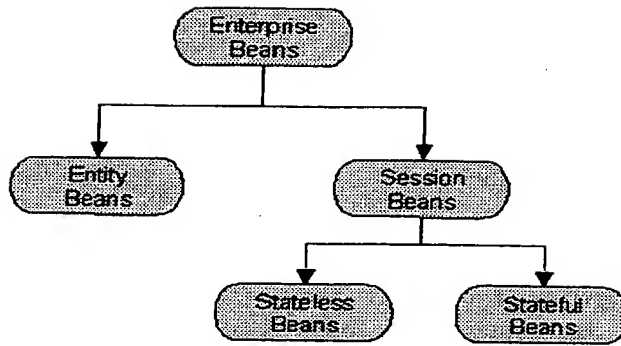 Enterprise
Beans
Entity
Beans
Session
Beans
Stateless
Beans
Stateful
Beans